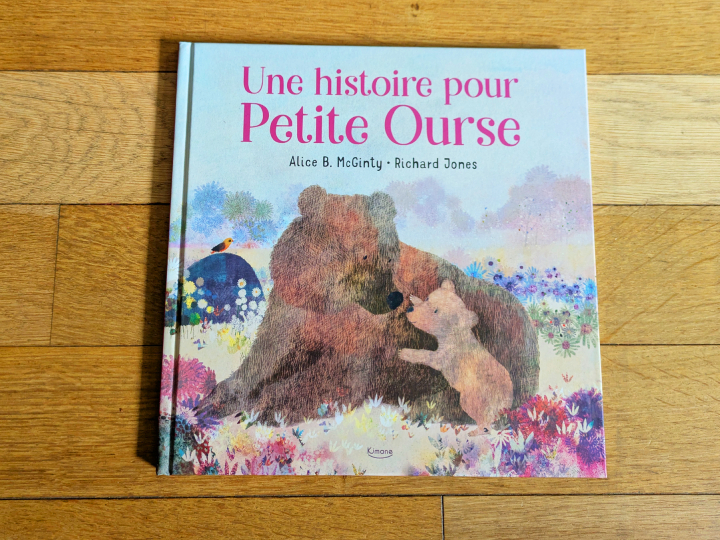 Une histoire pour
Petite Ourse
Alice B. McGinty • Richard Jones
Kimane